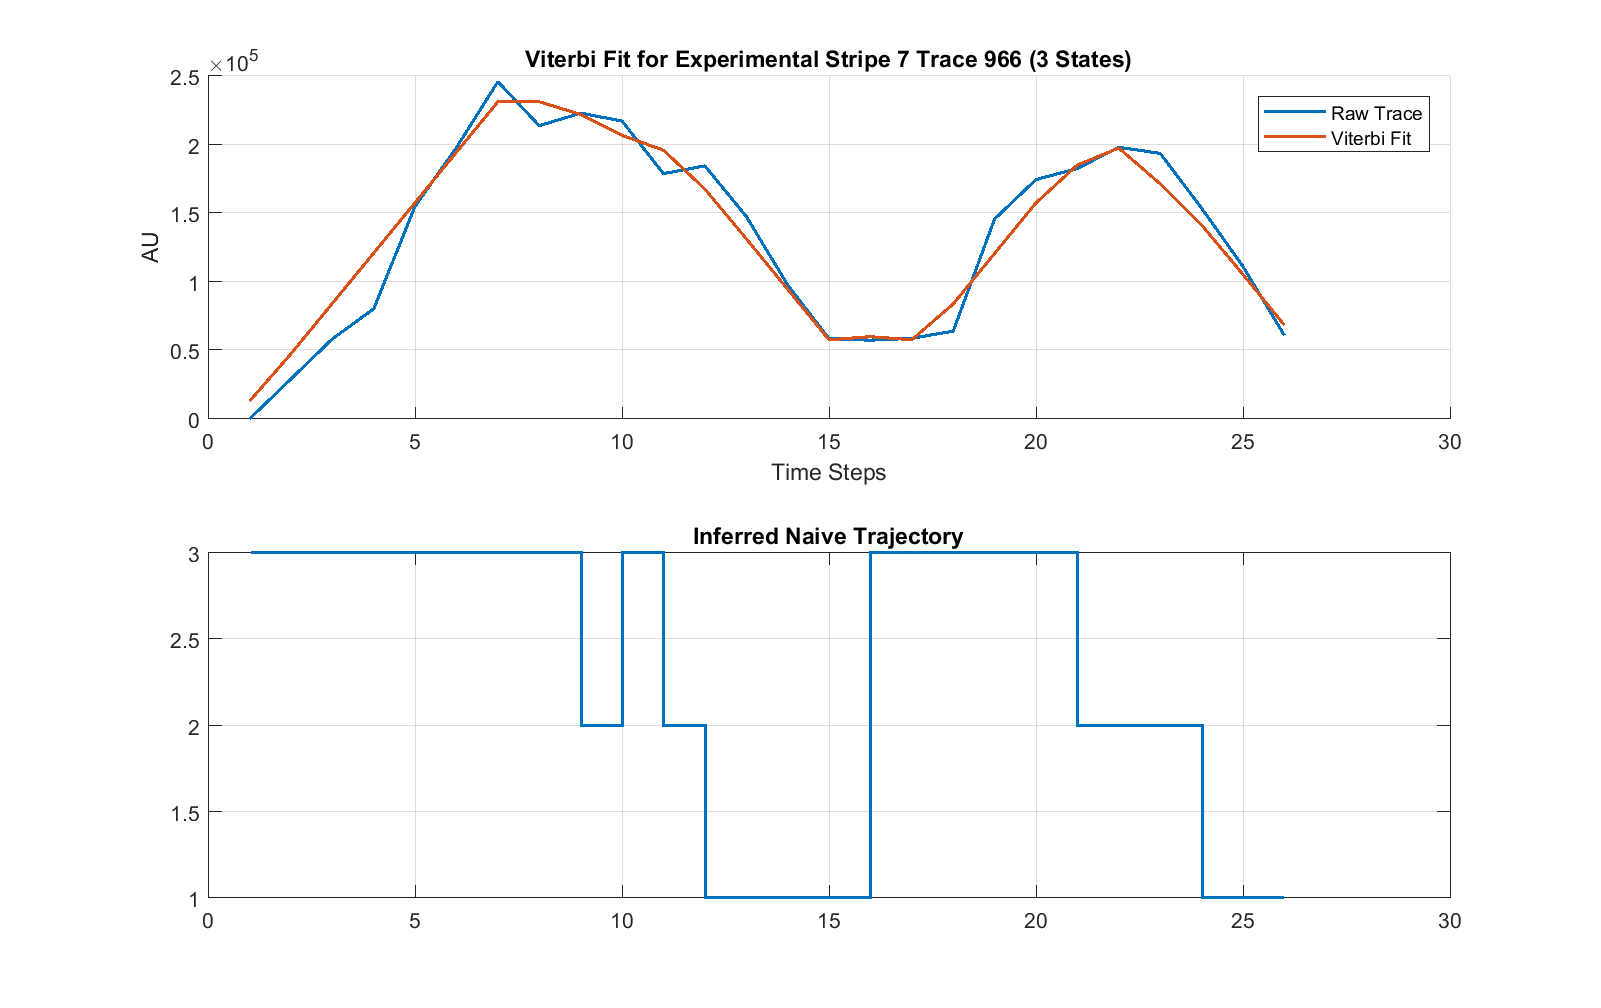 Viterbi Fit for Experimental Stripe 7 Trace 966 (3 States)
×10^5
2.5
2
1.5
1
0.5
0
AU
Raw Trace
Viterbi Fit
0 5 10 15 20 25 30
Time Steps
Inferred Naive Trajectory
3
2.5
2
1.5
1
0 5 10 15 20 25 30